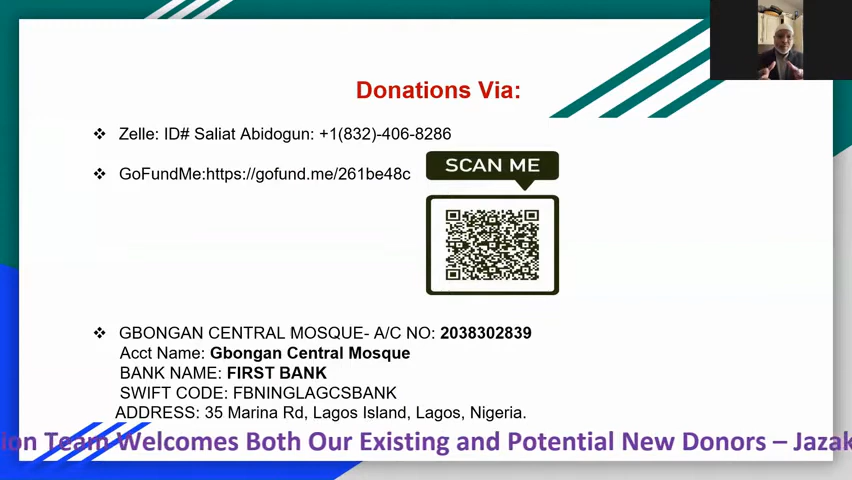 Donations Via:
❖ Zelle: ID# Saliat Abidogun: +1(832)-406-8286
❖ GoFundMe:https://gofund.me/261be48c
SCAN ME
❖ GBONGAN CENTRAL MOSQUE- A/C NO: 2038302839
Acct Name: Gbongan Central Mosque
BANK NAME: FIRST BANK
SWIFT CODE: FBNINGLAGCSBANK
ADDRESS: 35 Marina Rd, Lagos Island, Lagos, Nigeria.
ion Team Welcomes Both Our Existing and Potential New Donors – Jazak